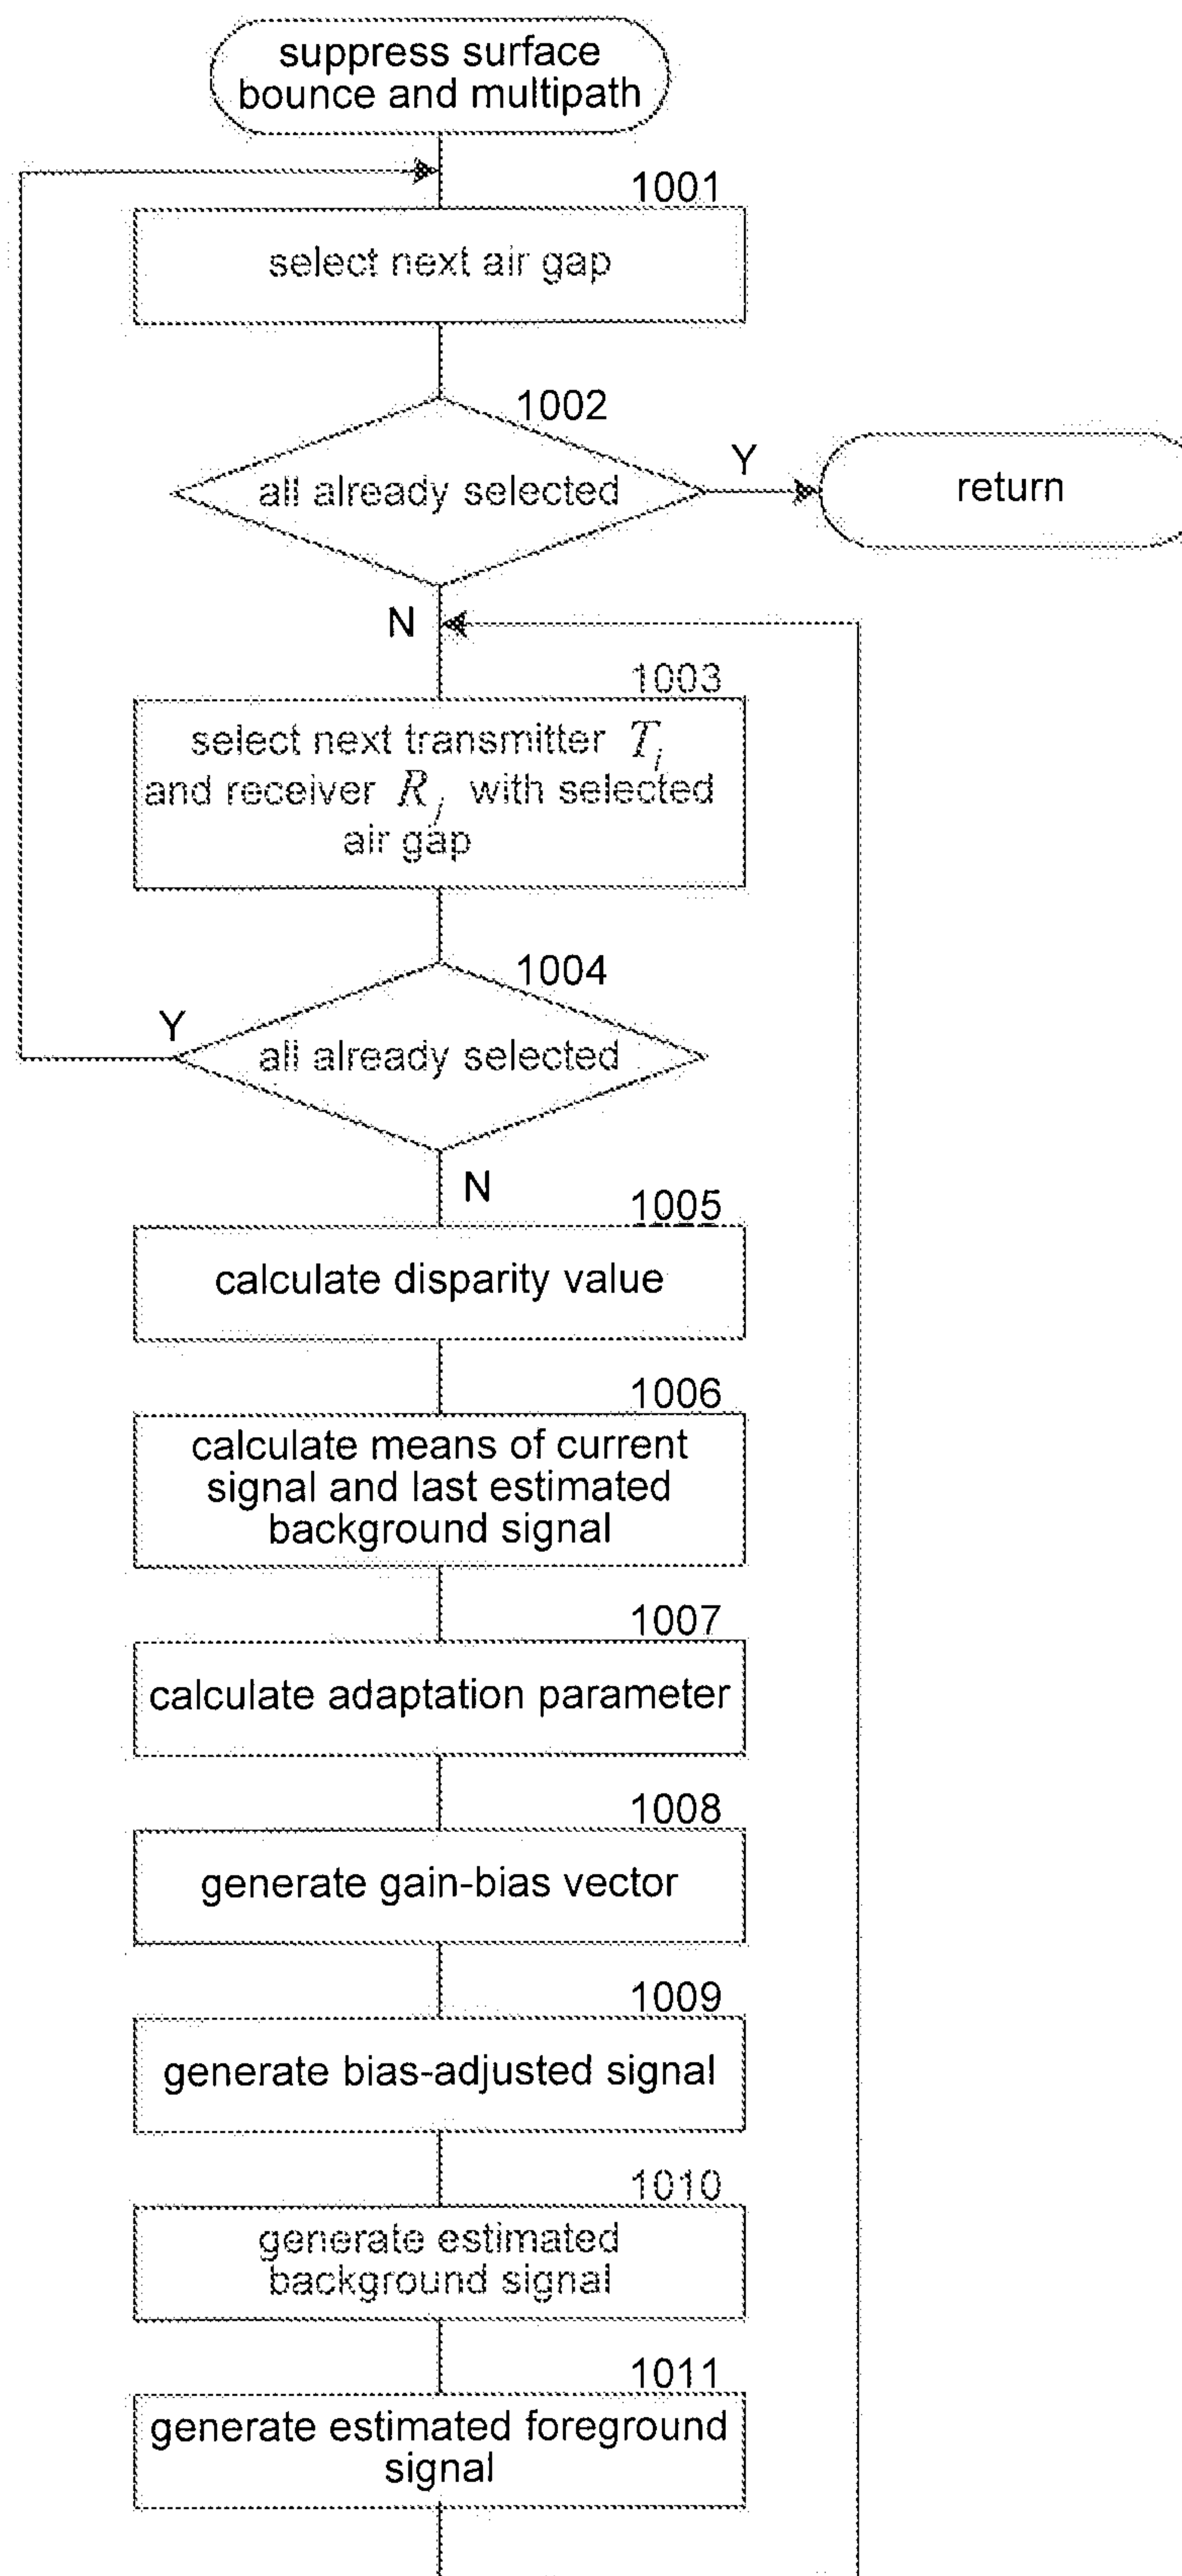 suppress surface
bounce and multipath
1001
select next air gap
1002
all already selected
Y
return
N
1003
select next transmitter T_i
and receiver R_j with selected
air gap
1004
Y
all already selected
N
1005
calculate disparity value
1006
calculate means of current
signal and last estimated
background signal
1007
calculate adaptation parameter
1008
generate gain-bias vector
1009
generate bias-adjusted signal
1010
generate estimated
background signal
1011
generate estimated foreground
signal